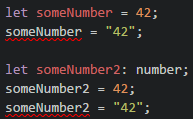 let someNumber = 42;
someNumber = "42";
let someNumber2: number;
someNumber2 = 42;
someNumber2 = "42";